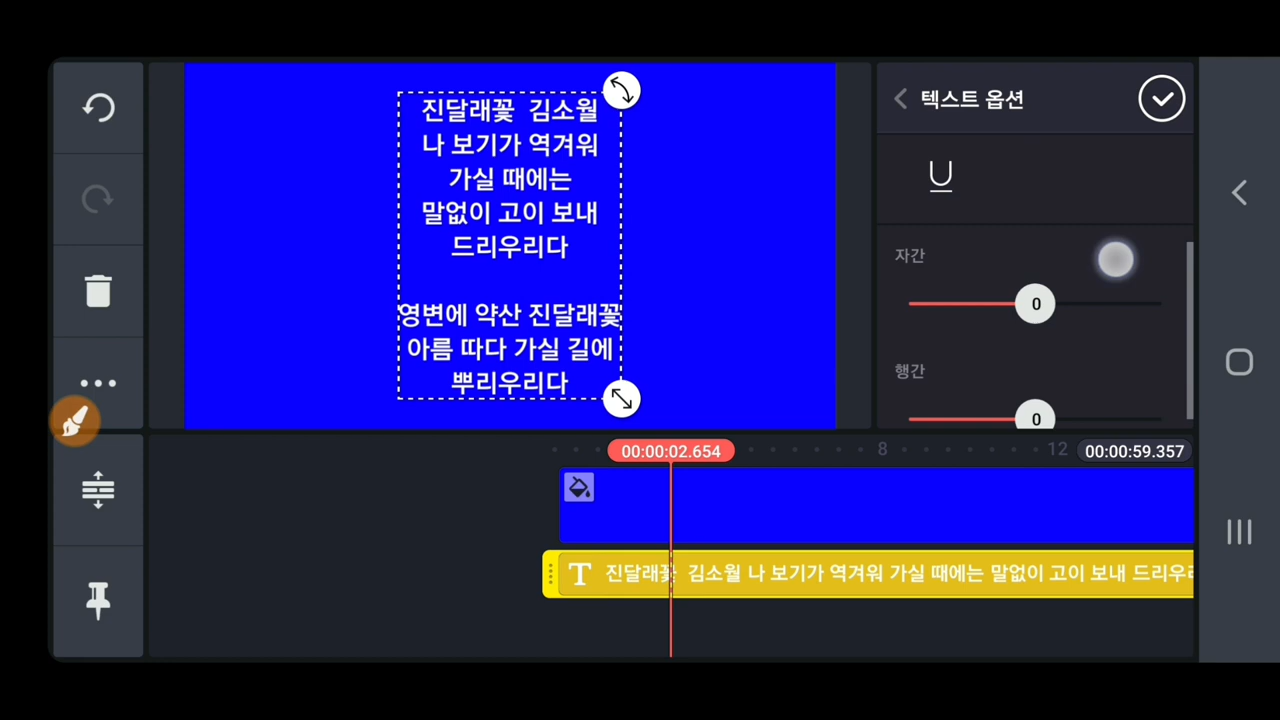 진달래꽃  김소월
나 보기가 역겨워
가실 때에는
말없이 고이 보내
드리우리다
영변에 약산 진달래꽃
아름 따다 가실 길에
뿌리우리다
텍스트 옵션
U
자간
0
행간
0
00:00:02.654
8
12
00:00:59.357
T 진달래꽃  김소월 나 보기가 역겨워 가실 때에는 말없이 고이 보내 드리우리